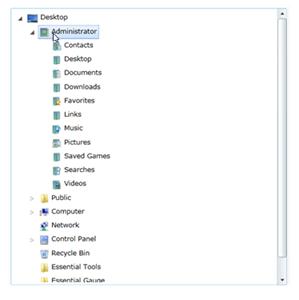 Desktop
Administrator
Contacts
Desktop
Documents
Downloads
Favorites
Links
Music
Pictures
Saved Games
Searches
Videos
Public
Computer
Network
Control Panel
Recycle Bin
Essential Tools
Essential Gauge